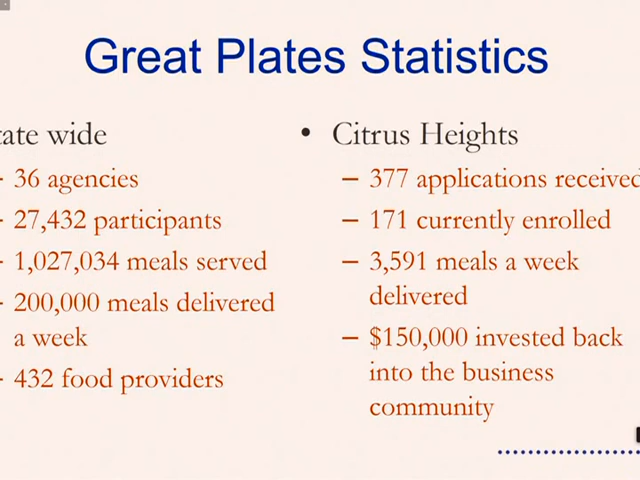 Great Plates Statistics
tate wide
- 36 agencies
- 27,432 participants
- 1,027,034 meals served
- 200,000 meals delivered
a week
- 432 food providers
• Citrus Heights
– 377 applications received
– 171 currently enrolled
– 3,591 meals a week
delivered
– $150,000 invested back
into the business
community